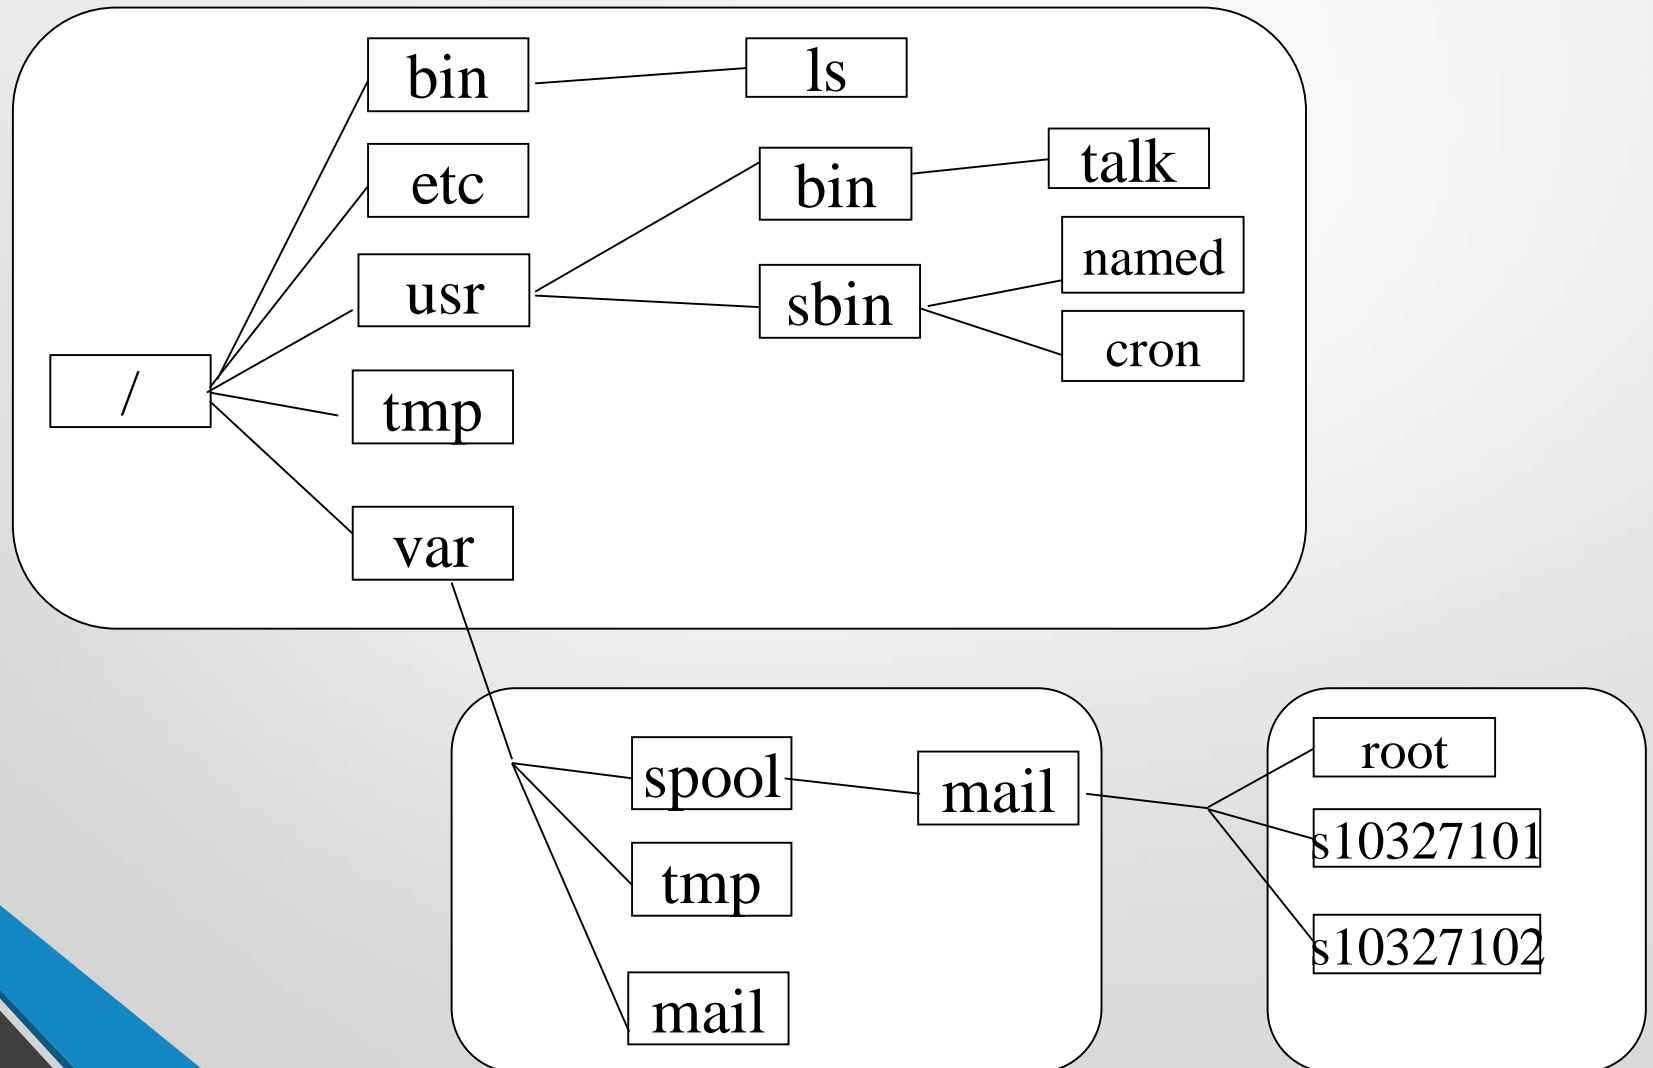 bin
ls
etc
bin
talk
usr
sbin
named
cron
/
tmp
var
spool
mail
tmp
mail
root
s10327101
s10327102